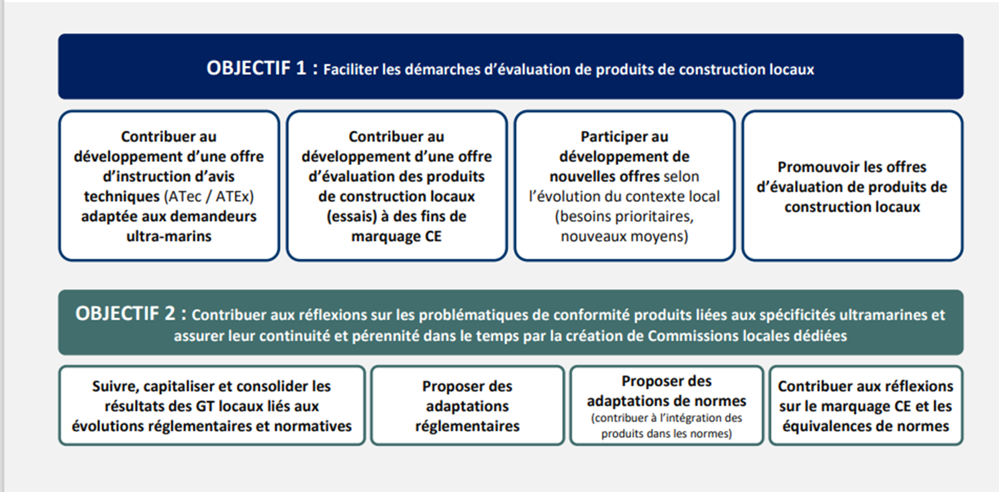 OBJECTIF 1 : Faciliter les démarches d'évaluation de produits de construction locaux
Contribuer au
développement d'une offre
d'instruction d'avis
techniques (ATec / ATEx)
adaptée aux demandeurs
ultra-marins
Contribuer au
développement d'une offre
d'évaluation des produits
de construction locaux
(essais) à des fins de
marquage CE
Participer au
développement de
nouvelles offres selon
l'évolution du contexte local
(besoins prioritaires,
nouveaux moyens)
Promouvoir les offres
d'évaluation de produits de
construction locaux
OBJECTIF 2 : Contribuer aux réflexions sur les problématiques de conformité produits liées aux spécificités ultramarines et
assurer leur continuité et pérennité dans le temps par la création de Commissions locales dédiées
Suivre, capitaliser et consolider les
résultats des GT locaux liés aux
évolutions réglementaires et normatives
Proposer des
adaptations
réglementaires
Proposer des
adaptations de normes
(contribuer à l'intégration des
produits dans les normes)
Contribuer aux réflexions
sur le marquage CE et les
équivalences de normes